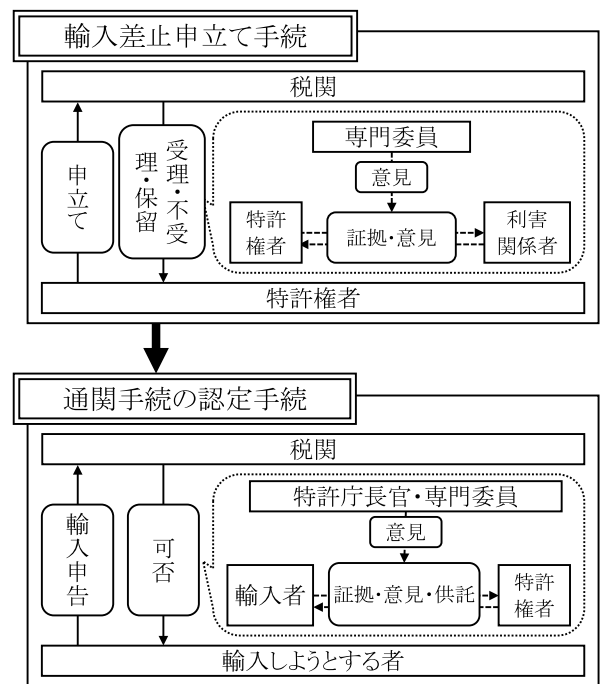 輸入差止申立て手続
税関
申立て
受理・不受
理・保留
専門委員
意見
特許
権者
証拠・意見
利害
関係者
特許権者
通関手続の認定手続
税関
輸入申告
可否
特許庁長官・専門委員
意見
輸入者
証拠・意見・供託
特許
権者
輸入しようとする者